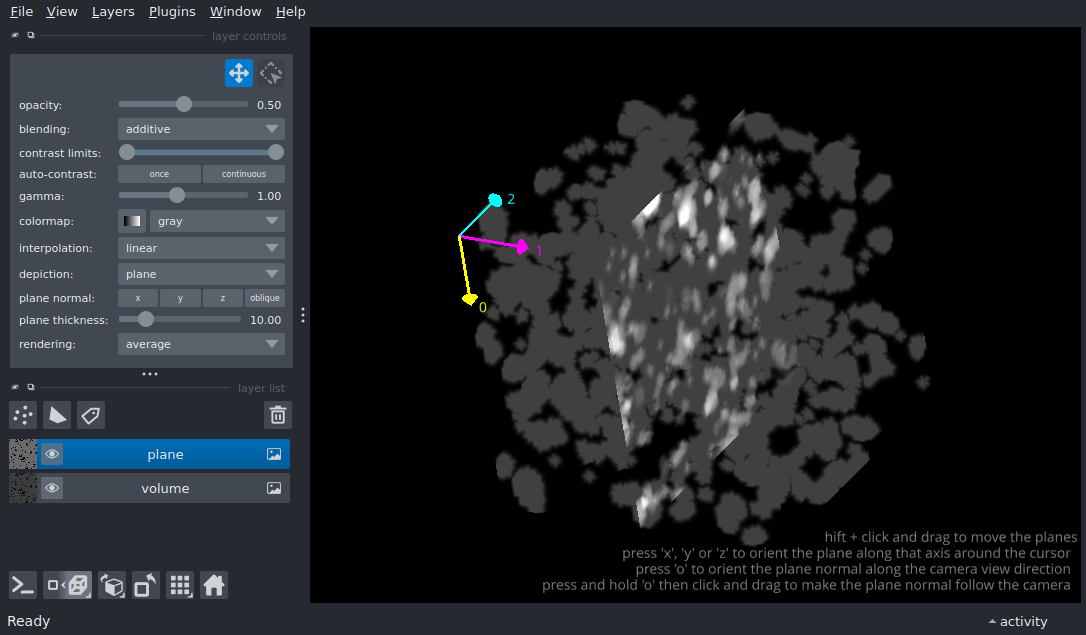 File View Layers Plugins Window Help
layer controls
opacity: 0.50
blending: additive
contrast limits:
auto-contrast: once continuous
gamma: 1.00
colormap: gray
interpolation: linear
depiction: plane
plane normal: x y z oblique
plane thickness: 10.00
rendering: average
layer list
plane
volume
2
1
0
hift + click and drag to move the planes
press 'x', 'y' or 'z' to orient the plane along that axis around the cursor
press 'o' to orient the plane normal along the camera view direction
press and hold 'o' then click and drag to make the plane normal follow the camera
Ready
activity